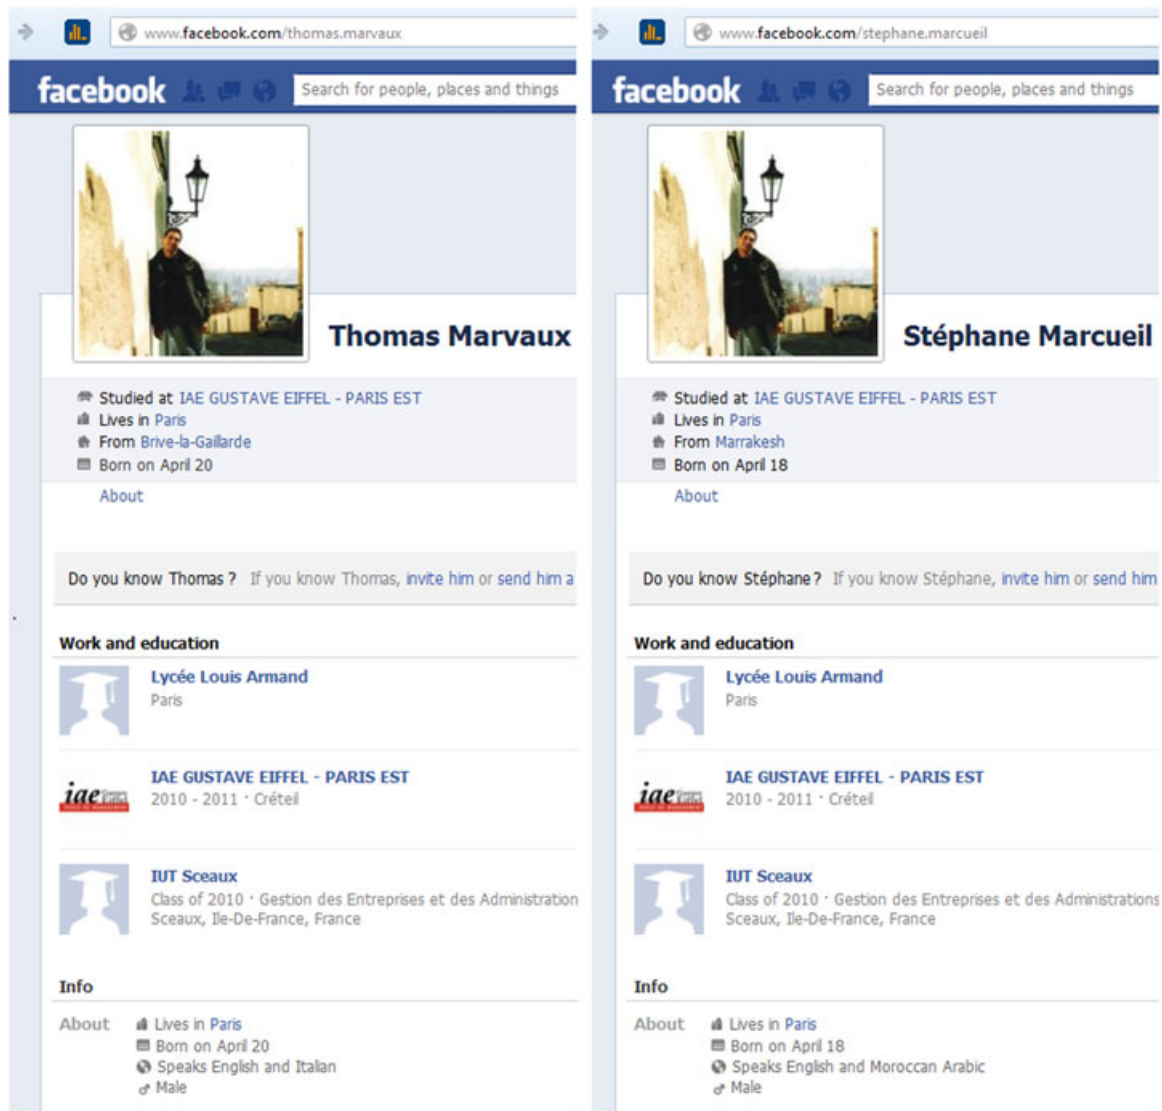 www.facebook.com/thomas.marvaux
facebook
Search for people, places and things
Thomas Marvaux
Studied at IAE GUSTAVE EIFFEL - PARIS EST
Lives in Paris
From Brive-la-Gaillarde
Born on April 20
About
Do you know Thomas ? If you know Thomas, invite him or send him a
Work and education
Lycée Louis Armand
Paris
iae
IAE GUSTAVE EIFFEL - PARIS EST
2010 - 2011 · Créteil
IUT Sceaux
Class of 2010 · Gestion des Entreprises et des Administration
Sceaux, Ile-De-France, France
Info
About
Lives in Paris
Born on April 20
Speaks English and Italian
Male
www.facebook.com/stephane.marcueil
facebook
Search for people, places and things
Stéphane Marcueil
Studied at IAE GUSTAVE EIFFEL - PARIS EST
Lives in Paris
From Marrakesh
Born on April 18
About
Do you know Stéphane ? If you know Stéphane, invite him or send him
Work and education
Lycée Louis Armand
Paris
iae
IAE GUSTAVE EIFFEL - PARIS EST
2010 - 2011 · Créteil
IUT Sceaux
Class of 2010 · Gestion des Entreprises et des Administrations
Sceaux, Ile-De-France, France
Info
About
Lives in Paris
Born on April 18
Speaks English and Moroccan Arabic
Male